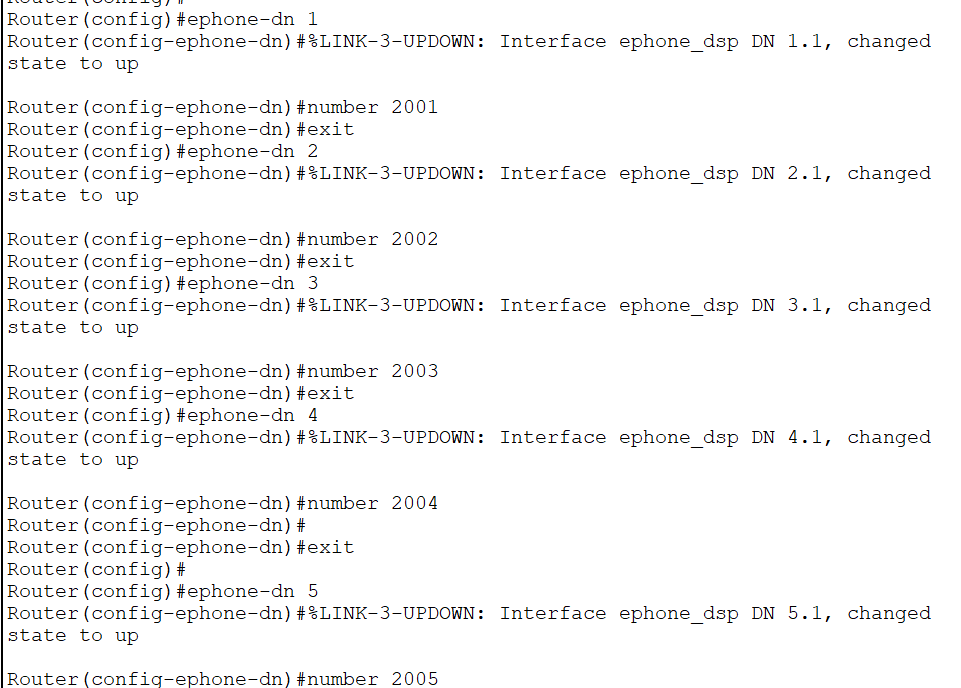 Router(config)#
Router(config)#ephone-dn 1
Router(config-ephone-dn)#%LINK-3-UPDOWN: Interface ephone_dsp DN 1.1, changed
state to up
Router(config-ephone-dn)#number 2001
Router(config-ephone-dn)#exit
Router(config)#ephone-dn 2
Router(config-ephone-dn)#%LINK-3-UPDOWN: Interface ephone_dsp DN 2.1, changed
state to up
Router(config-ephone-dn)#number 2002
Router(config-ephone-dn)#exit
Router(config)#ephone-dn 3
Router(config-ephone-dn)#%LINK-3-UPDOWN: Interface ephone_dsp DN 3.1, changed
state to up
Router(config-ephone-dn)#number 2003
Router(config-ephone-dn)#exit
Router(config)#ephone-dn 4
Router(config-ephone-dn)#%LINK-3-UPDOWN: Interface ephone_dsp DN 4.1, changed
state to up
Router(config-ephone-dn)#number 2004
Router(config-ephone-dn)#
Router(config-ephone-dn)#exit
Router(config)#
Router(config)#ephone-dn 5
Router(config-ephone-dn)#%LINK-3-UPDOWN: Interface ephone_dsp DN 5.1, changed
state to up
Router(config-ephone-dn)#number 2005